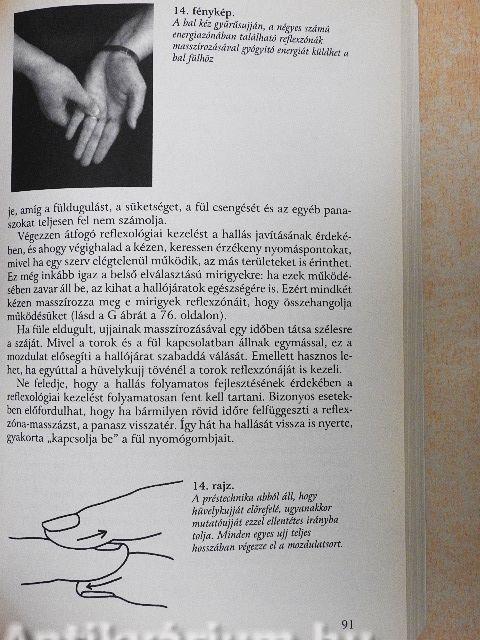 14. fénykép.
A bal kéz gyűrűsujján, a négyes számú
energiazónában található reflexzónák
masszírozásával gyógyító energiát küldhet a
bal fülhöz
je, amíg a füldugulást, a süketséget, a fül csengését és az egyéb pana-
szokat teljesen fel nem számolja.
Végezzen átfogó reflexológiai kezelést a hallás javításának érdeké-
ben, és ahogy végighalad a kézen, keressen érzékeny nyomáspontokat,
mivel ha egy szerv elégtelenül működik, az más területeket is érinthet.
Ez még inkább igaz a belső elválasztású mirigyekre: ha ezek működé-
sében zavar áll be, az kihat a hallójáratok egészségére is. Ezért mindkét
kézen masszírozza meg e mirigyek reflexzónáit, hogy összehangolja
működésüket (lásd a G ábrát a 76. oldalon).
Ha füle eldugult, ujjainak masszírozásával egy időben tátsa szélesre
a száját. Mivel a torok és a fül kapcsolatban állnak egymással, ez a
mozdulat elősegíti a hallójárat szabaddá válását. Emellett hasznos le-
het, ha egyúttal a hüvelykujj tövénél a torok reflexzónáját is kezeli.
Ne feledje, hogy a hallás folyamatos fejlesztésének érdekében a
reflexológiai kezelést folyamatosan fent kell tartani. Bizonyos esetek-
ben előfordulhat, hogy ha bármilyen rövid időre felfüggeszti a reflex-
zóna-masszázst, a panasz visszatér. Így hát ha hallását vissza is nyerte,
gyakorta „kapcsolja be” a fül nyomógombjait.
14. rajz.
A préstechnika abból áll, hogy
hüvelykujját előrefelé, ugyanakkor
mutatóujját ezzel ellentétes irányba
tolja. Minden egyes ujj teljes
hosszában végezze el a mozdulatsort.
91
Antikvárium.hu